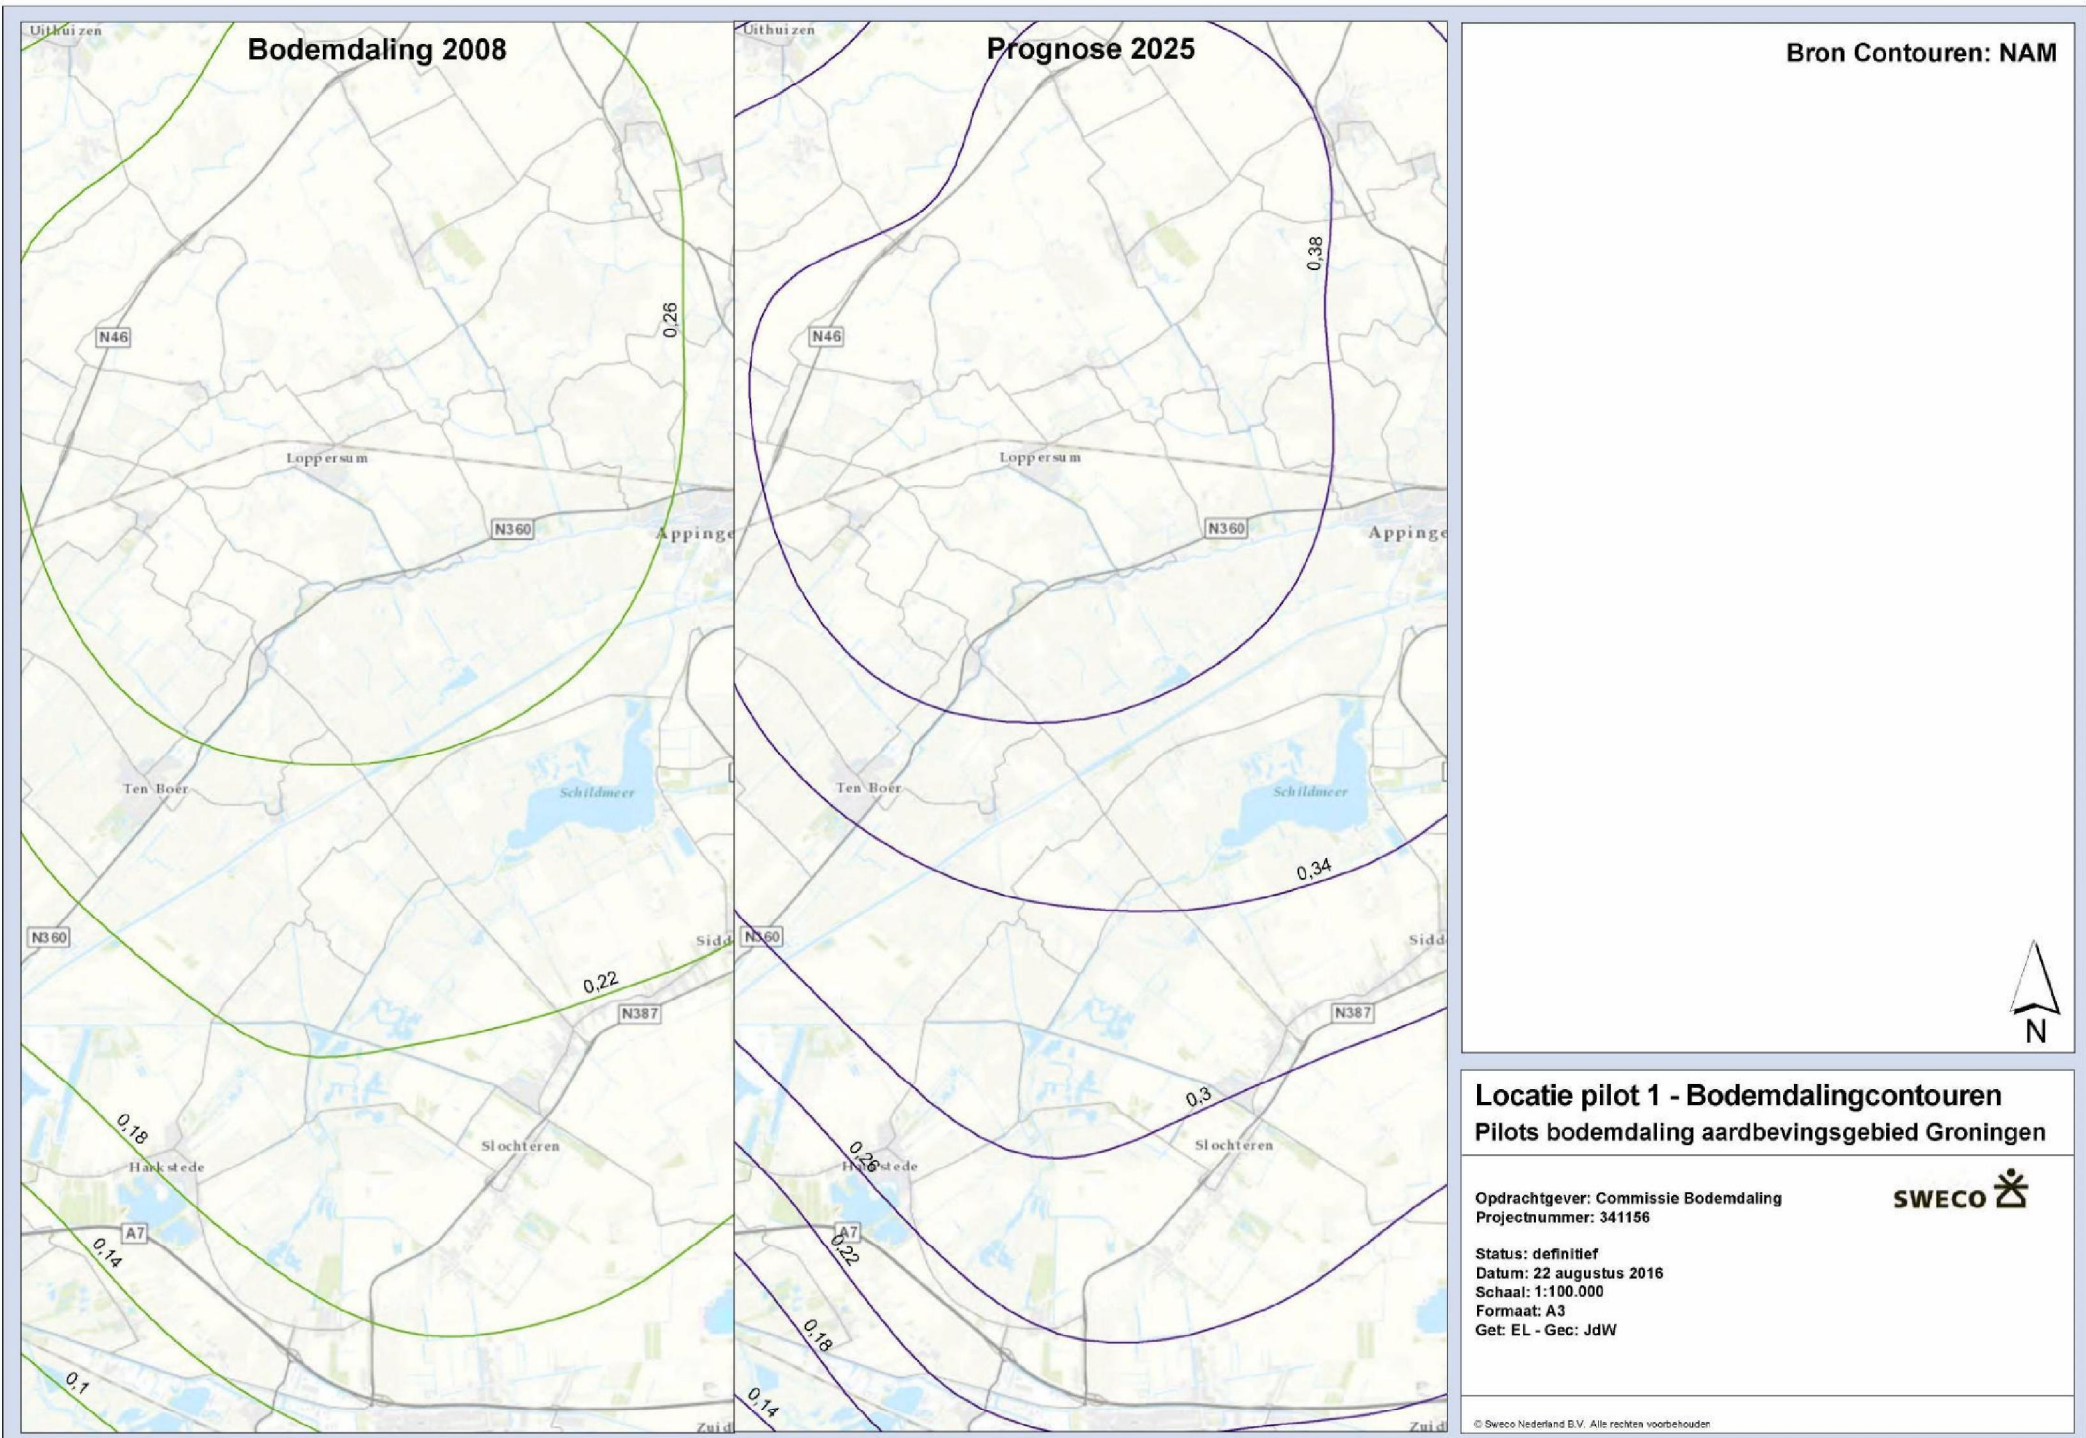 Bodemdaling 2008
Uithuizen
0,26
N46
Loppersum
N360
Appinge
Ten Boer
Schildmeer
N360
Sidd
0,22
N387
0,18
Slochteren
Harkstede
A7
0,14
0,1
Zuid
Prognose 2025
Uithuizen
0,38
N46
Loppersum
N360
Appinge
Ten Boer
Schildmeer
0,34
N360
Sidd
N387
0,3
0,26
Slochteren
Harkstede
A7
0,22
0,18
0,14
Zuid
Bron Contouren: NAM
N
Locatie pilot 1 - Bodemdalingcontouren
Pilots bodemdaling aardbevingsgebied Groningen
SWECO
Opdrachtgever: Commissie Bodemdaling
Projectnummer: 341156
Status: definitief
Datum: 22 augustus 2016
Schaal: 1:100.000
Formaat: A3
Get: EL - Gec: JdW
© Sweco Nederland B.V. Alle rechten voorbehouden